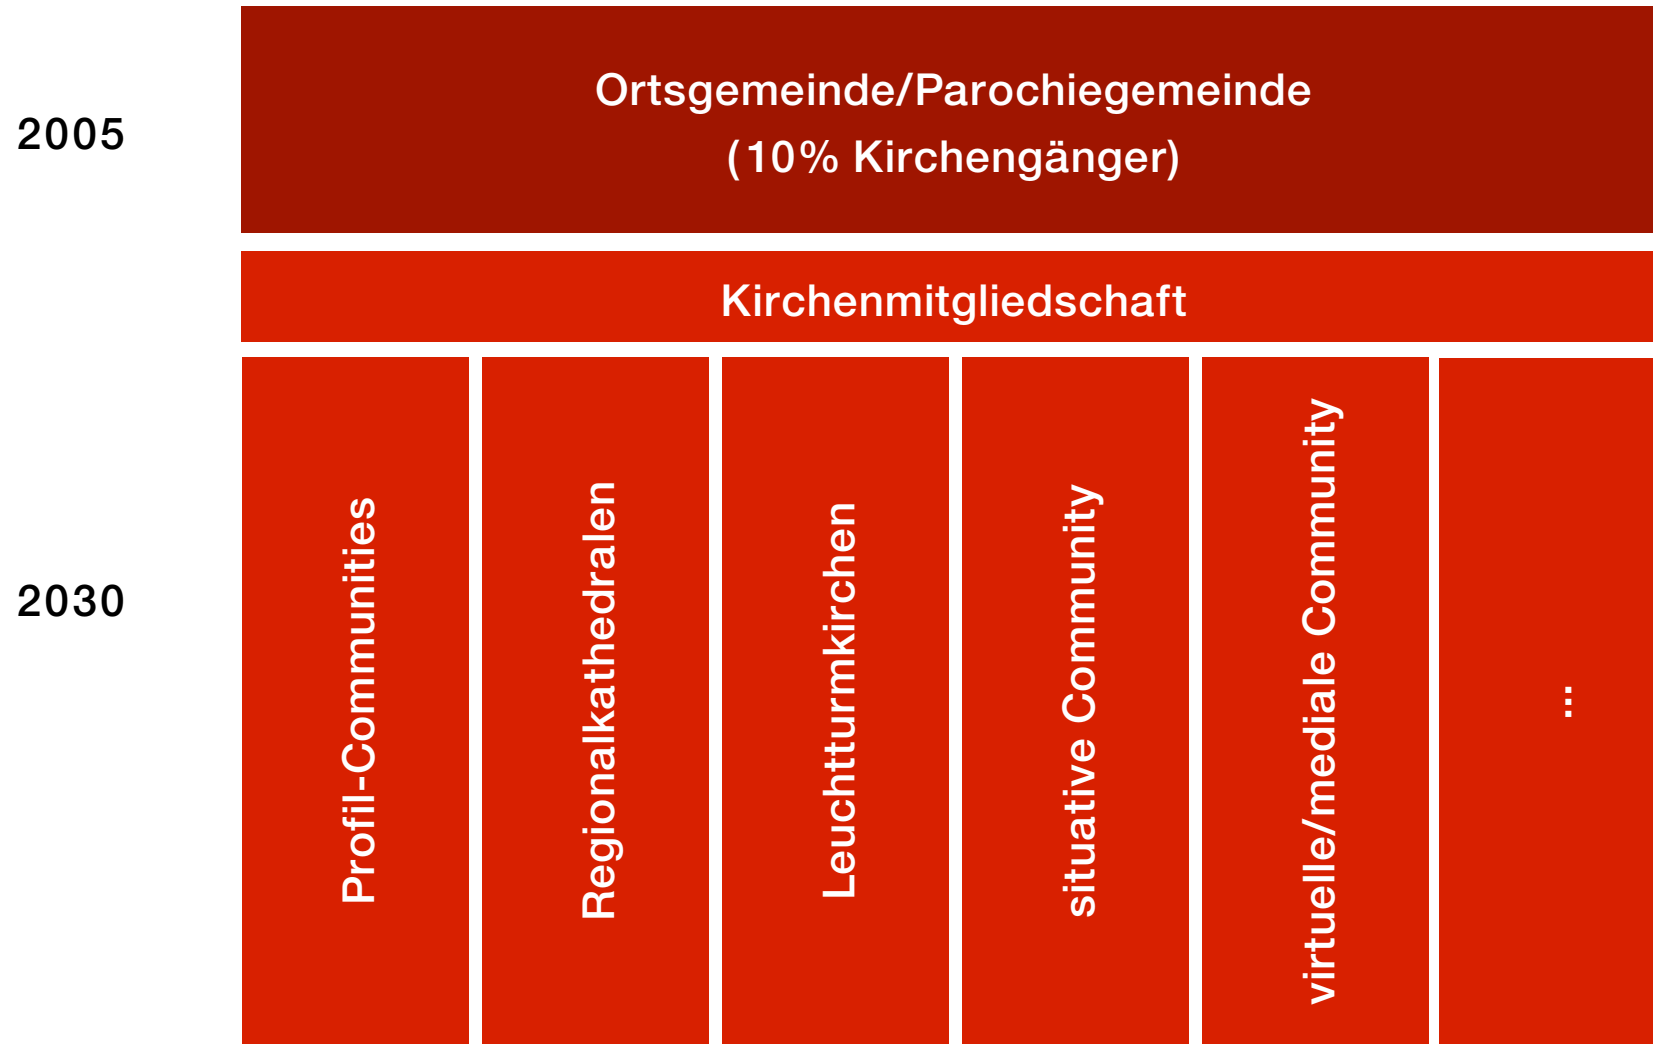 2005
Ortsgemeinde/Parochiegemeinde
(10% Kirchengänger)
Kirchenmitgliedschaft
2030
Profil-Communities
Regionalkathedralen
Leuchtturmkirchen
situative Community
virtuelle/mediale Community
...